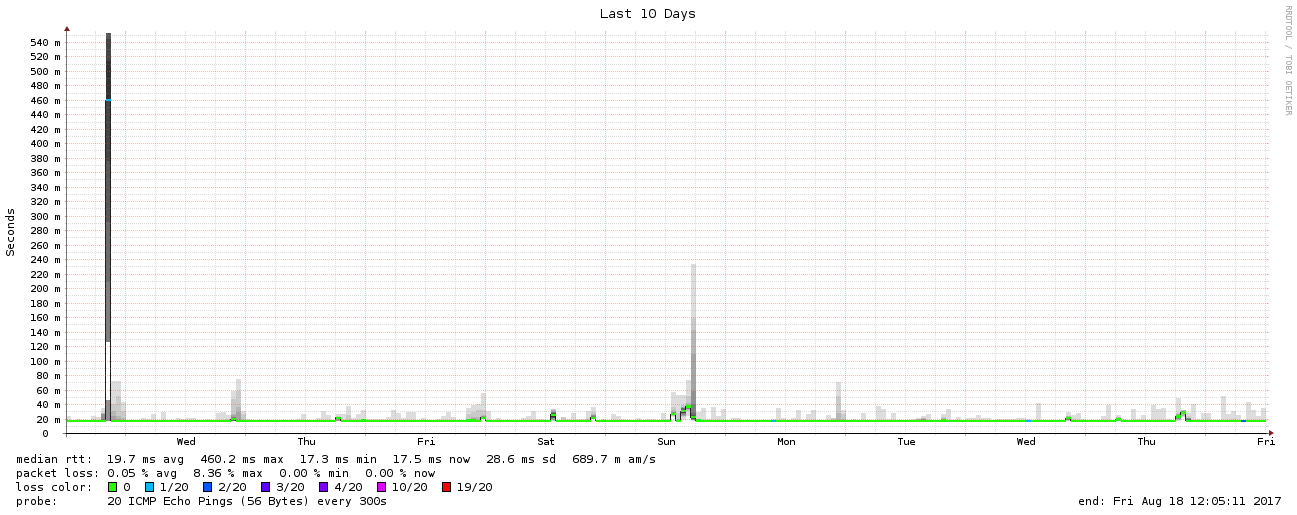 Last 10 Days
RRDTOOL / TOBI OETIKER
Seconds
540 m
520 m
500 m
480 m
460 m
440 m
420 m
400 m
380 m
360 m
340 m
320 m
300 m
280 m
260 m
240 m
220 m
200 m
180 m
160 m
140 m
120 m
100 m
80 m
60 m
40 m
20 m
0
Wed Thu Fri Sat Sun Mon Tue Wed Thu Fri
median rtt: 19.7 ms avg 460.2 ms max 17.3 ms min 17.5 ms now 28.6 ms sd 689.7 m am/s
packet loss: 0.05 % avg 8.36 % max 0.00 % min 0.00 % now
loss color: 0 1/20 2/20 3/20 4/20 10/20 19/20
probe: 20 ICMP Echo Pings (56 Bytes) every 300s end: Fri Aug 18 12:05:11 2017